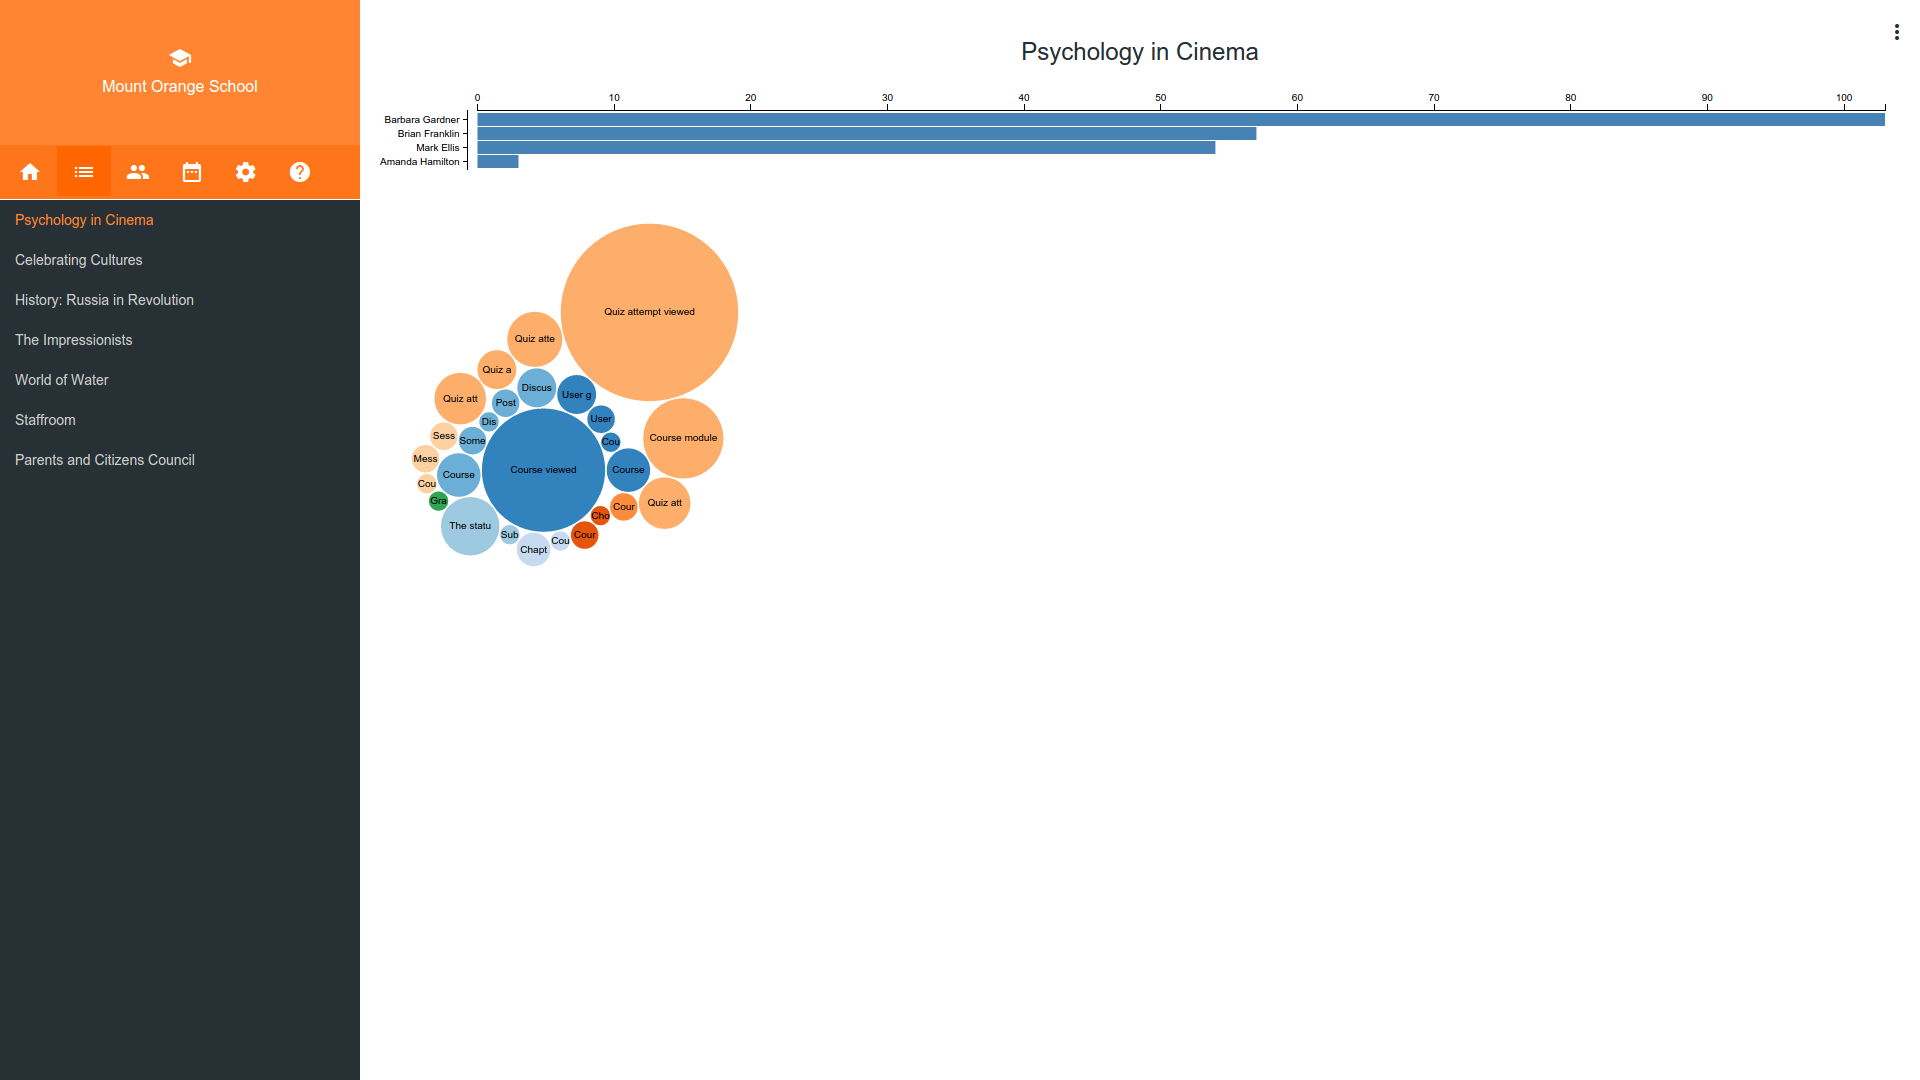 Mount Orange School
Psychology in Cinema
Celebrating Cultures
History: Russia in Revolution
The Impressionists
World of Water
Staffroom
Parents and Citizens Council
Psychology in Cinema
0 10 20 30 40 50 60 70 80 90 100
Barbara Gardner
Brian Franklin
Mark Ellis
Amanda Hamilton
Quiz attempt viewed
Quiz atte
Quiz a
Discus
User g
Quiz att
Post
User
Dis
Sess
Some
Cou
Course module
Mess
Course viewed
Course
Course
Cou
Gra
Quiz att
Cour
Cho
The statu
Sub
Cour
Cou
Chapt